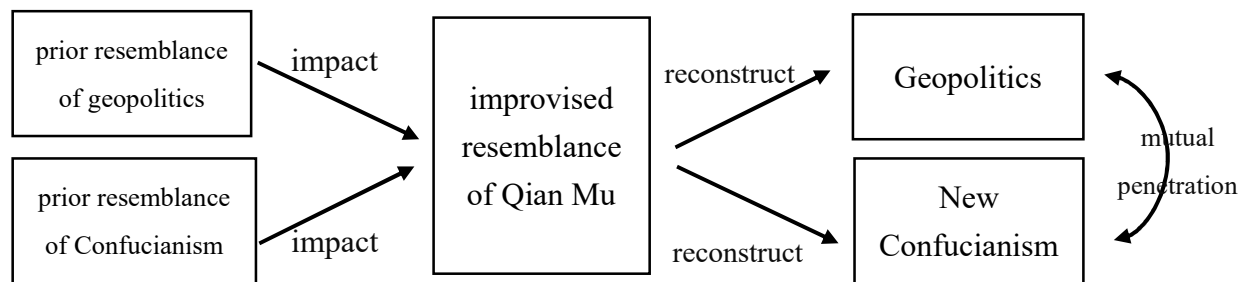 prior resemblance
of geopolitics
impact
prior resemblance
of Confucianism
impact
improvised
resemblance
of Qian Mu
reconstruct
reconstruct
Geopolitics
New
Confucianism
mutual
penetration